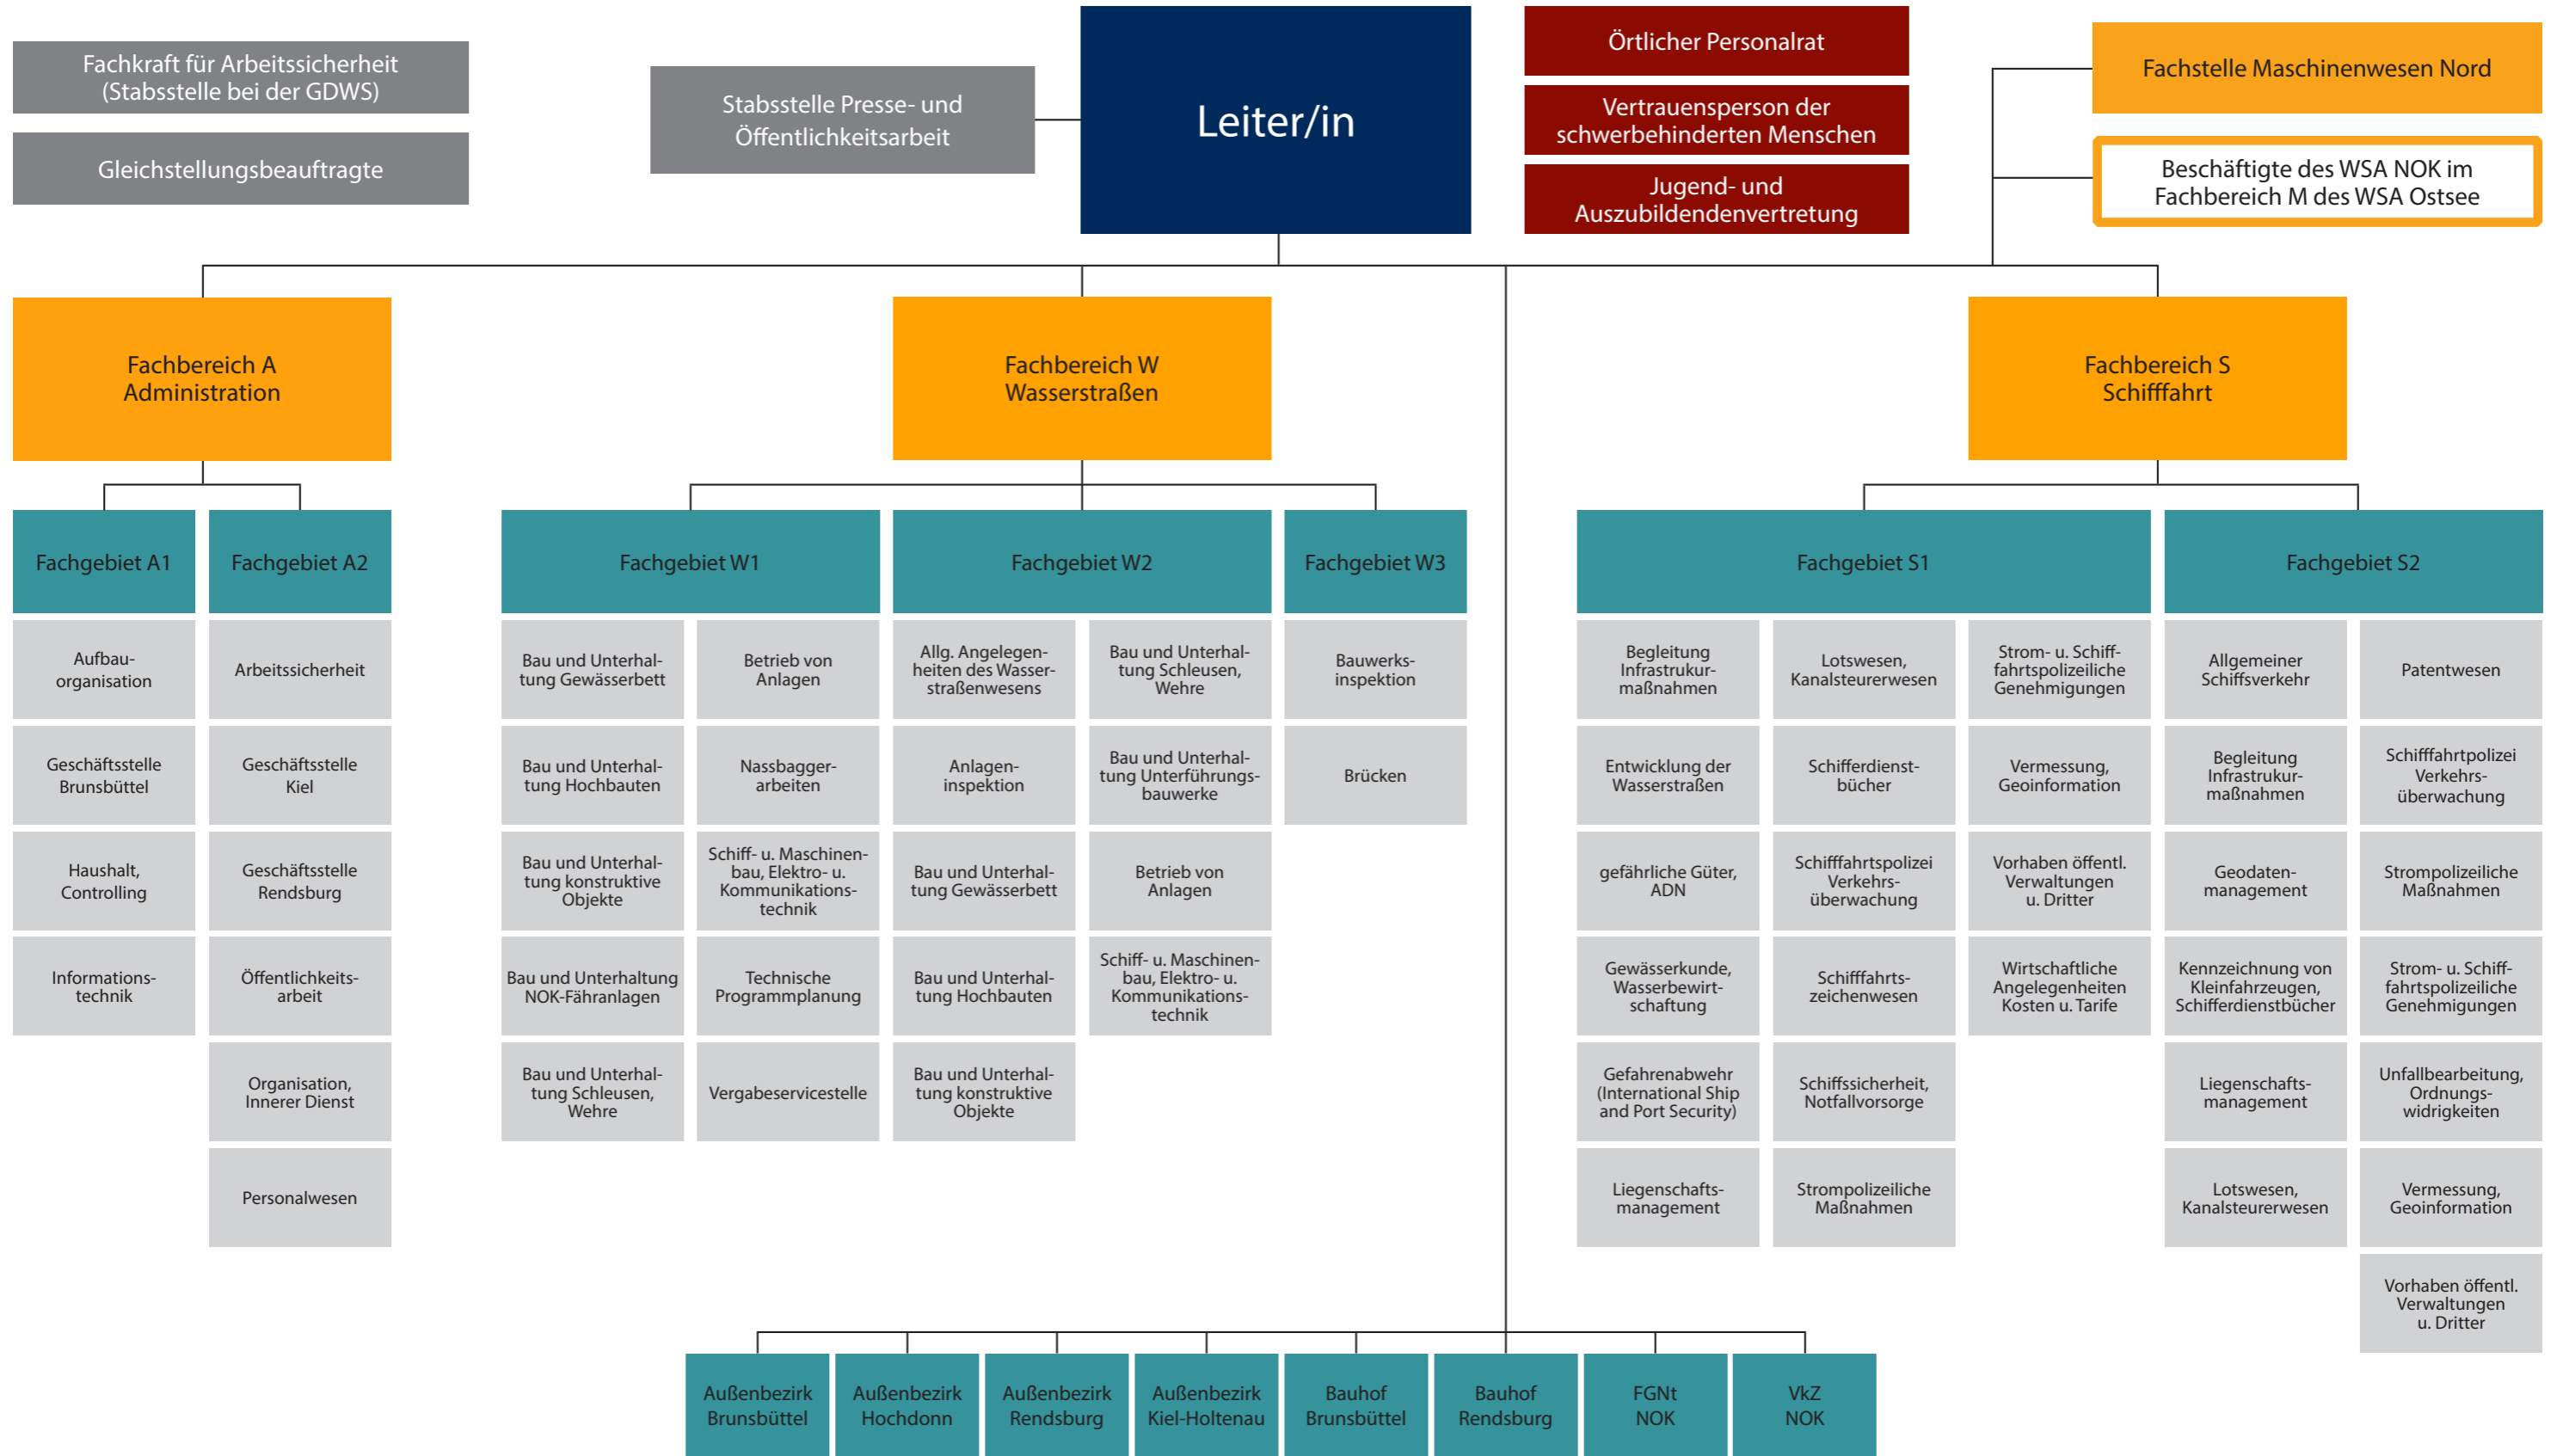 Fachkraft für Arbeitssicherheit
(Stabsstelle bei der GDWS)
Gleichstellungsbeauftragte
Stabsstelle Presse- und
Öffentlichkeitsarbeit
Leiter/in
Örtlicher Personalrat
Vertrauensperson der
schwerbehinderten Menschen
Jugend- und
Auszubildendenvertretung
Fachstelle Maschinenwesen Nord
Beschäftigte des WSA NOK im
Fachbereich M des WSA Ostsee
Fachbereich A
Administration
Fachbereich W
Wasserstraßen
Fachbereich S
Schifffahrt
Fachgebiet A1
Aufbau-
organisation
Geschäftsstelle
Brunsbüttel
Haushalt,
Controlling
Informations-
technik
Fachgebiet A2
Arbeitssicherheit
Geschäftsstelle
Kiel
Geschäftsstelle
Rendsburg
Öffentlichkeits-
arbeit
Organisation,
Innerer Dienst
Personalwesen
Fachgebiet W1
Bau und Unterhal-
tung Gewässerbett
Bau und Unterhal-
tung Hochbauten
Bau und Unterhal-
tung konstruktive
Objekte
Bau und Unterhaltung
NOK-Fähranlagen
Bau und Unterhal-
tung Schleusen,
Wehre
Betrieb von
Anlagen
Nassbagger-
arbeiten
Schiff- u. Maschinen-
bau, Elektro- u.
Kommunikations-
technik
Technische
Programmplanung
Vergabeservicestelle
Fachgebiet W2
Allg. Angelegen-
heiten des Wasser-
straßenwesens
Anlagen-
inspektion
Bau und Unterhal-
tung Gewässerbett
Bau und Unterhal-
tung Hochbauten
Bau und Unterhal-
tung konstruktive
Objekte
Bau und Unterhal-
tung Schleusen,
Wehre
Bau und Unterhal-
tung Unterführungs-
bauwerke
Betrieb von
Anlagen
Schiff- u. Maschinen-
bau, Elektro- u.
Kommunikations-
technik
Fachgebiet W3
Bauwerks-
inspektion
Brücken
Fachgebiet S1
Begleitung
Infrastrukur-
maßnahmen
Entwicklung der
Wasserstraßen
gefährliche Güter,
ADN
Gewässerkunde,
Wasserbewirt-
schaftung
Gefahrenabwehr
(International Ship
and Port Security)
Liegenschafts-
management
Lotswesen,
Kanalsteurerwesen
Schifferdienst-
bücher
Schifffahrtspolizei
Verkehrs-
überwachung
Schifffahrts-
zeichenwesen
Schiffssicherheit,
Notfallvorsorge
Strompolizeiliche
Maßnahmen
Strom- u. Schiff-
fahrtspolizeiliche
Genehmigungen
Vermessung,
Geoinformation
Vorhaben öffentl.
Verwaltungen
u. Dritter
Wirtschaftliche
Angelegenheiten
Kosten u. Tarife
Fachgebiet S2
Allgemeiner
Schiffsverkehr
Begleitung
Infrastrukur-
maßnahmen
Geodaten-
management
Kennzeichnung von
Kleinfahrzeugen,
Schifferdienstbücher
Liegenschafts-
management
Lotswesen,
Kanalsteurerwesen
Patentwesen
Schifffahrtpolizei
Verkehrs-
überwachung
Strompolizeiliche
Maßnahmen
Strom- u. Schiff-
fahrtspolizeiliche
Genehmigungen
Unfallbearbeitung,
Ordnungs-
widrigkeiten
Vermessung,
Geoinformation
Vorhaben öffentl.
Verwaltungen
u. Dritter
Außenbezirk
Brunsbüttel
Außenbezirk
Hochdonn
Außenbezirk
Rendsburg
Außenbezirk
Kiel-Holtenau
Bauhof
Brunsbüttel
Bauhof
Rendsburg
FGNt
NOK
VkZ
NOK